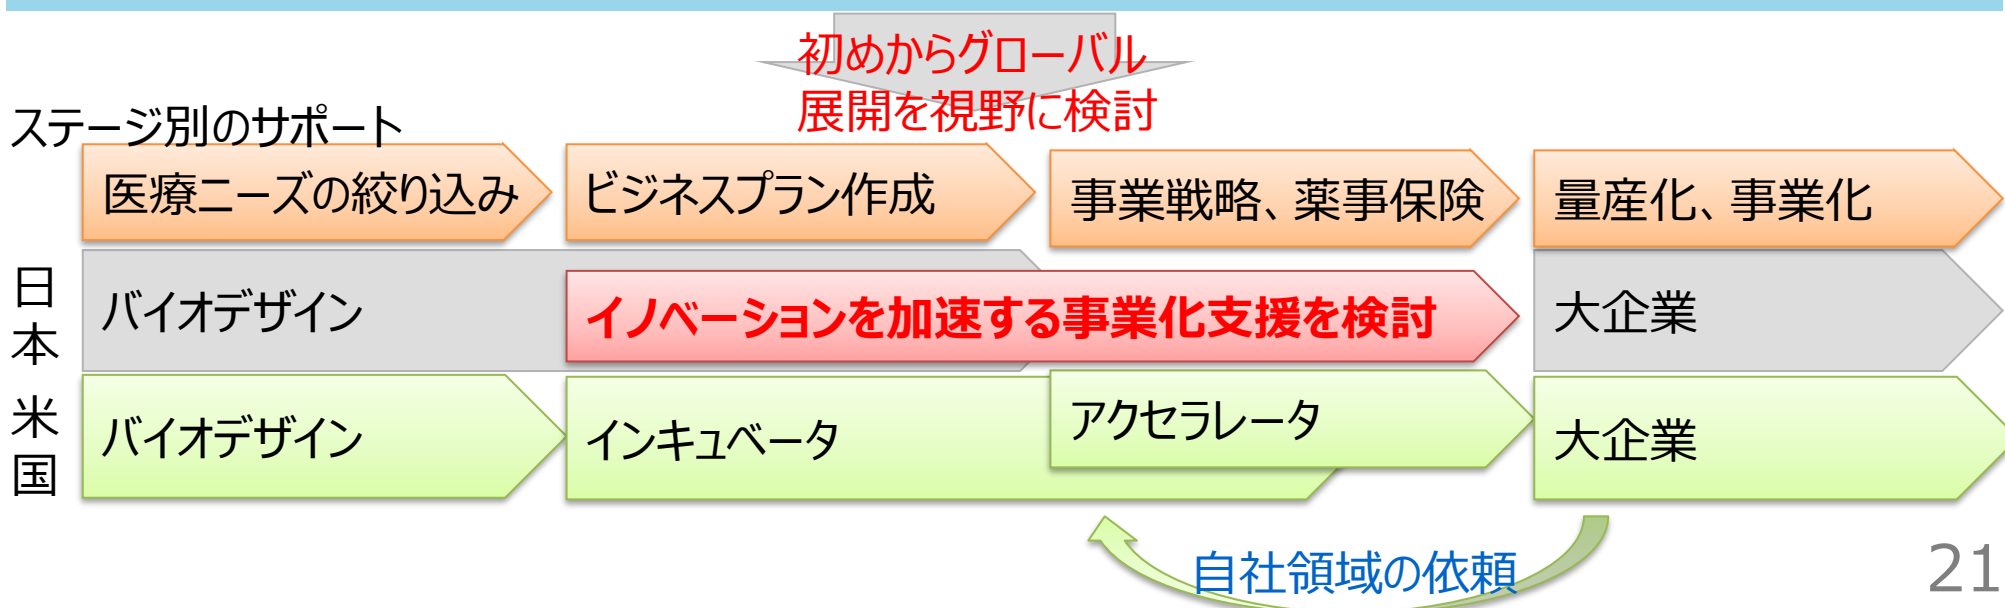 初めからグローバル
展開を視野に検討
ステージ別のサポート
医療ニーズの絞り込み
ビジネスプラン作成
事業戦略、薬事保険
量産化、事業化
日本
バイオデザイン
イノベーションを加速する事業化支援を検討
大企業
米国
バイオデザイン
インキュベータ
アクセラレータ
大企業
自社領域の依頼
21